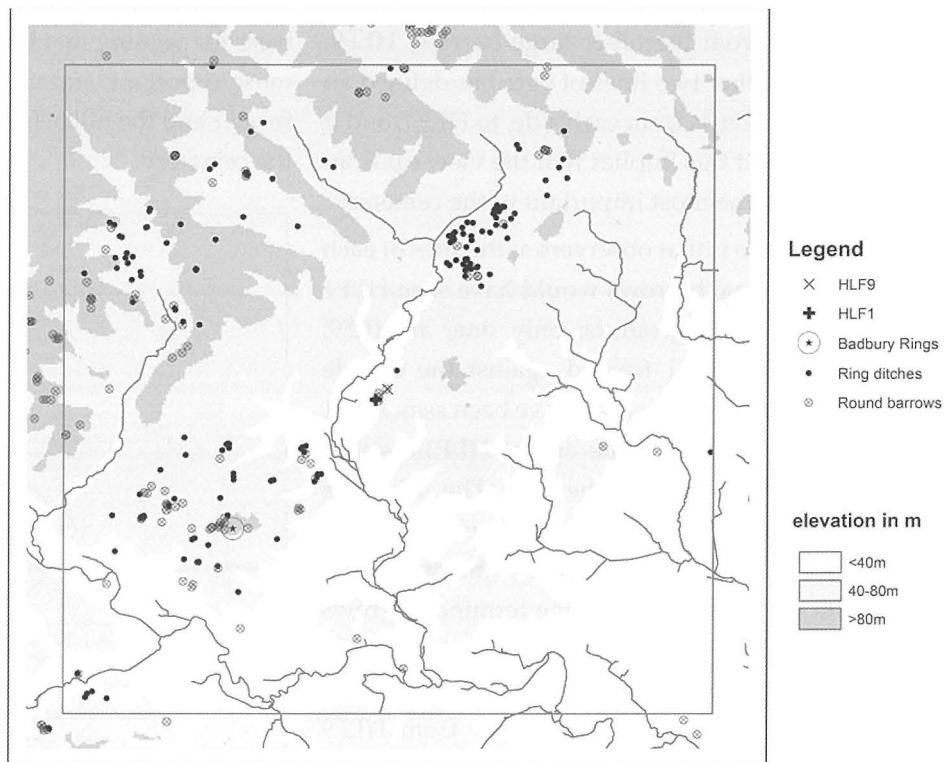 Legend
HLF9
HLF1
Badbury Rings
Ring ditches
Round barrows
elevation in m
<40m
40-80m
>80m